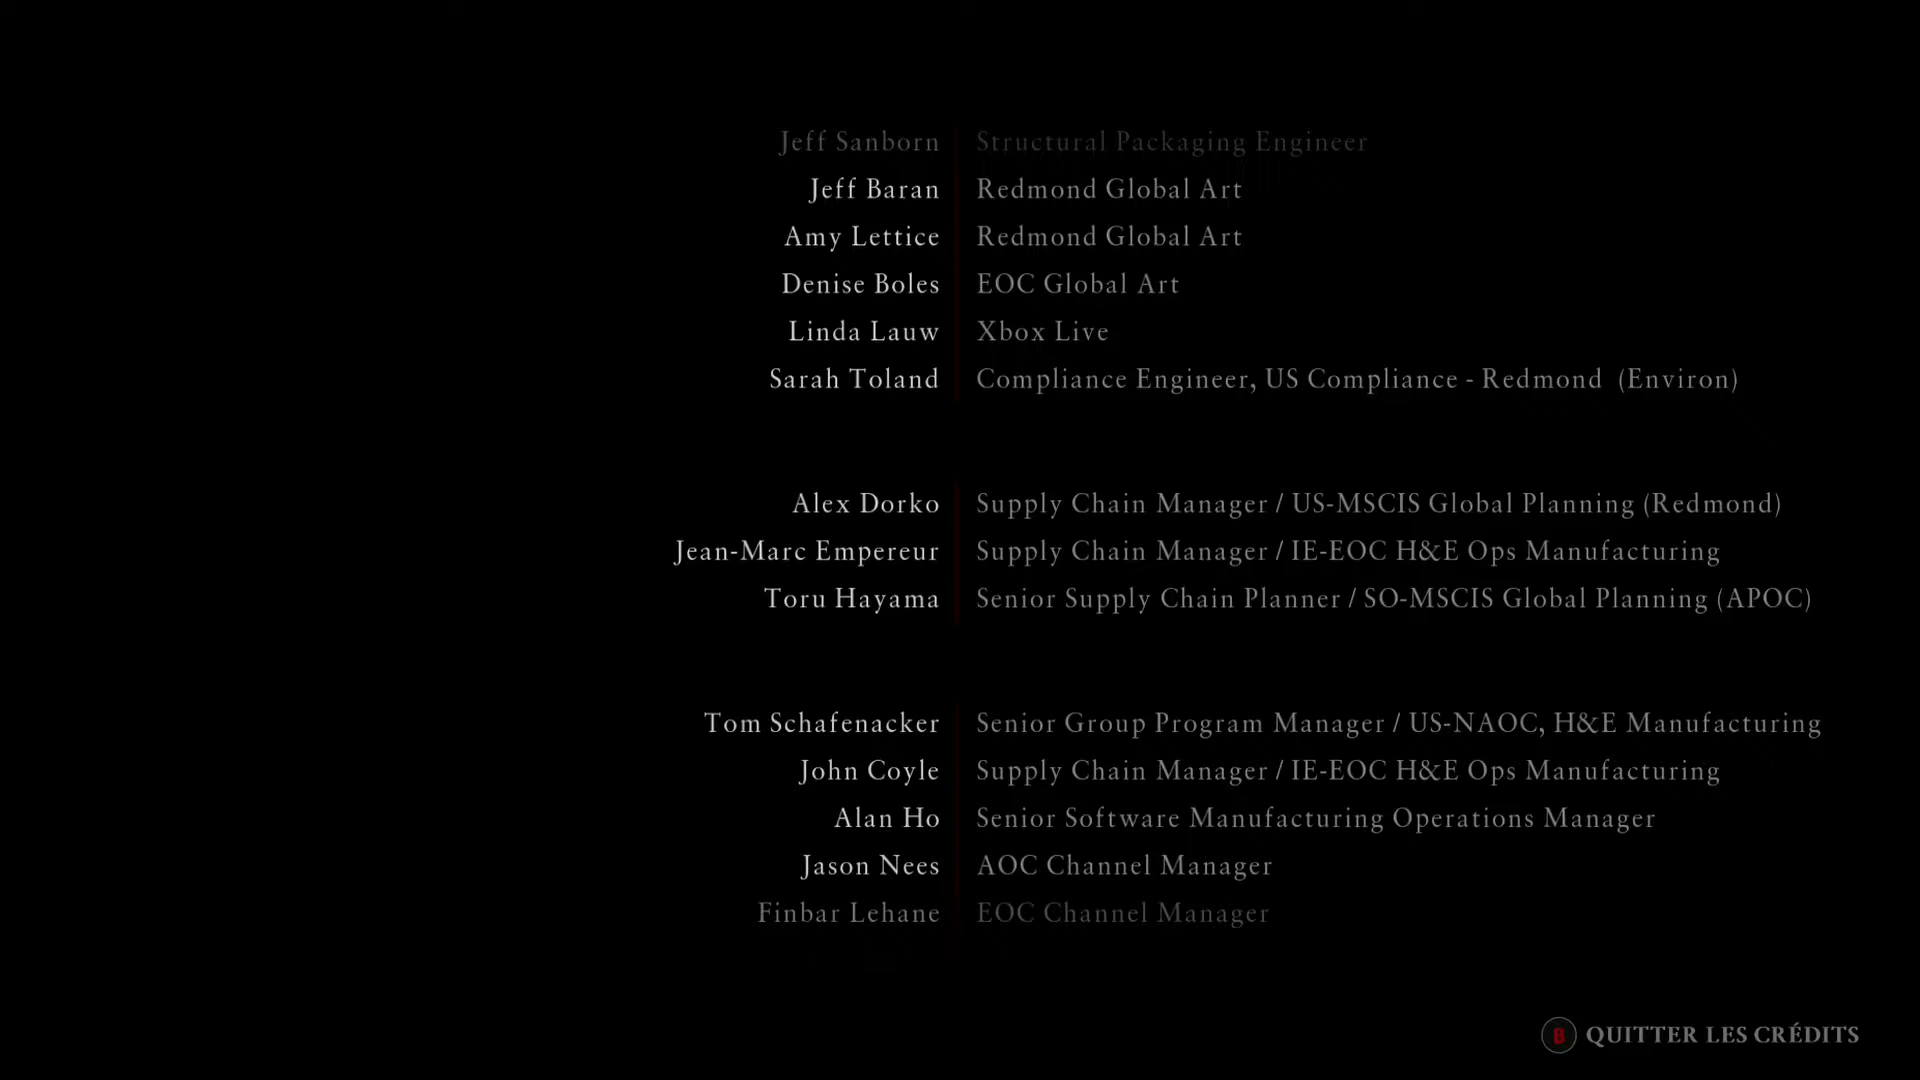 Jeff Sanborn Structural Packaging Engineer
Jeff Baran Redmond Global Art
Amy Lettice Redmond Global Art
Denise Boles EOC Global Art
Linda Lauw Xbox Live
Sarah Toland Compliance Engineer, US Compliance - Redmond (Environ)
Alex Dorko Supply Chain Manager / US-MSCIS Global Planning (Redmond)
Jean-Marc Empereur Supply Chain Manager / IE-EOC H&E Ops Manufacturing
Toru Hayama Senior Supply Chain Planner / SO-MSCIS Global Planning (APOC)
Tom Schafenacker Senior Group Program Manager / US-NAOC, H&E Manufacturing
John Coyle Supply Chain Manager / IE-EOC H&E Ops Manufacturing
Alan Ho Senior Software Manufacturing Operations Manager
Jason Nees AOC Channel Manager
Finbar Lehane EOC Channel Manager
B QUITTER LES CRÉDITS